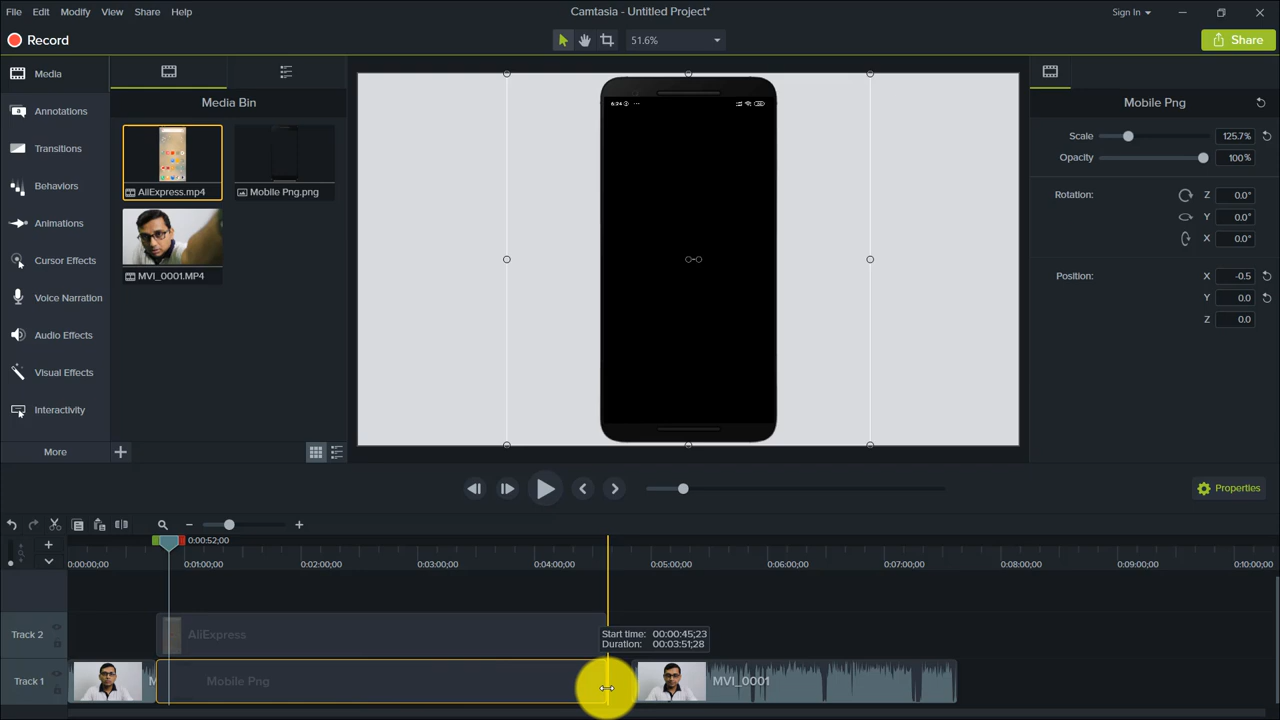 File Edit Modify View Share Help
Camtasia - Untitled Project*
Sign In
Record
51.6%
Share
Media
Annotations
Transitions
Behaviors
Animations
Cursor Effects
Voice Narration
Audio Effects
Visual Effects
Interactivity
More
Media Bin
AliExpress.mp4
Mobile Png.png
MVI_0001.MP4
6:24
Mobile Png
Scale 125.7%
Opacity 100%
Rotation: Z 0.0°
Y 0.0°
X 0.0°
Position: X -0.5
Y 0.0
Z 0.0
Properties
0:00:52;00
0:00:00;00 0:01:00;00 0:02:00;00 0:03:00;00 0:04:00;00 0:05:00;00 0:06:00;00 0:07:00;00 0:08:00;00 0:09:00;00 0:10:00;00
Track 2
AliExpress
Start time: 00:00:45;23
Duration: 00:03:51;28
Track 1
M
Mobile Png
MVI_0001